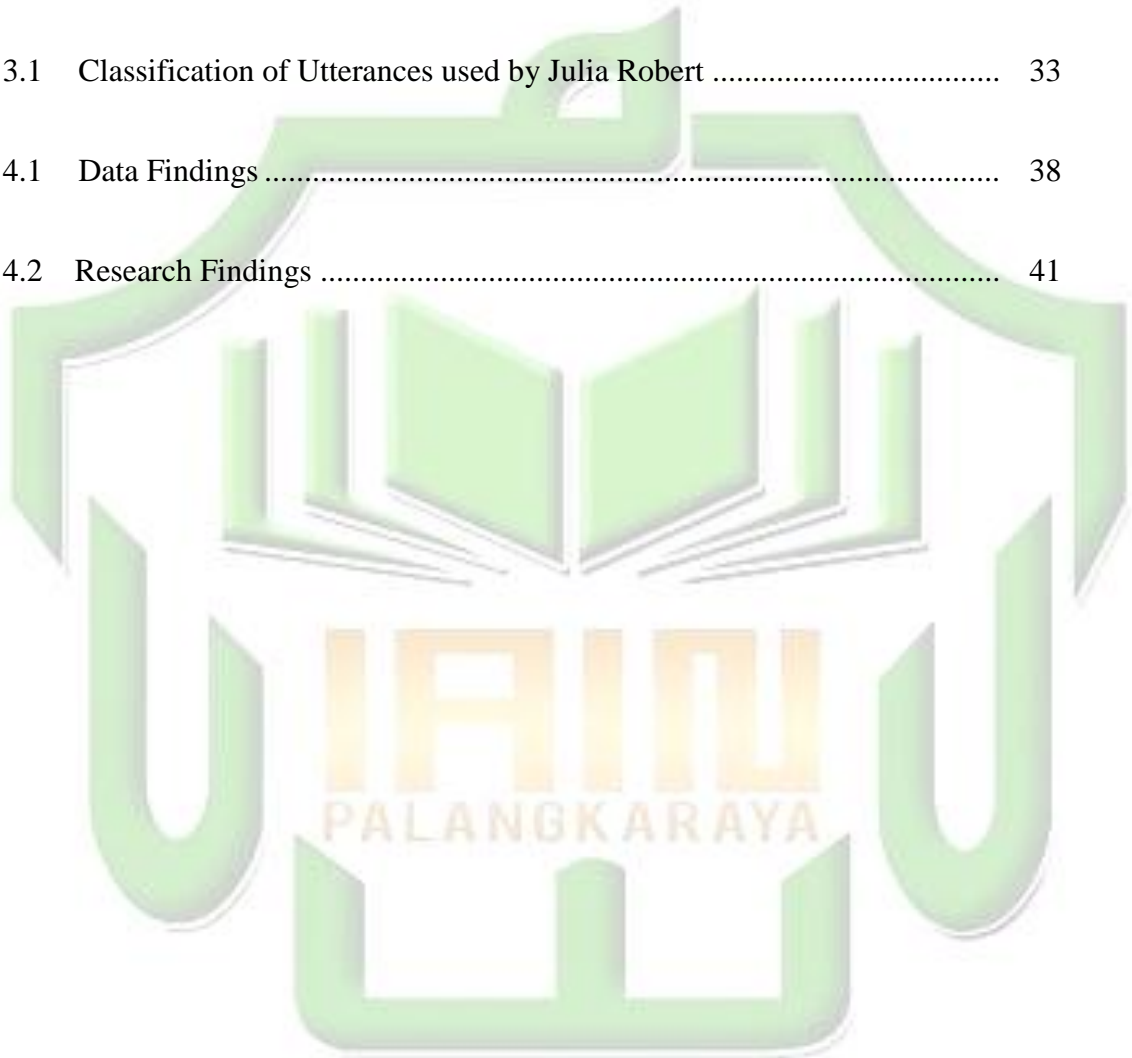 3.1 Classification of Utterances used by Julia Robert ................................. 33
4.1 Data Findings ..................................................................................... 38
4.2 Research Findings .............................................................................. 41
IAIN
PALANGKARAYA